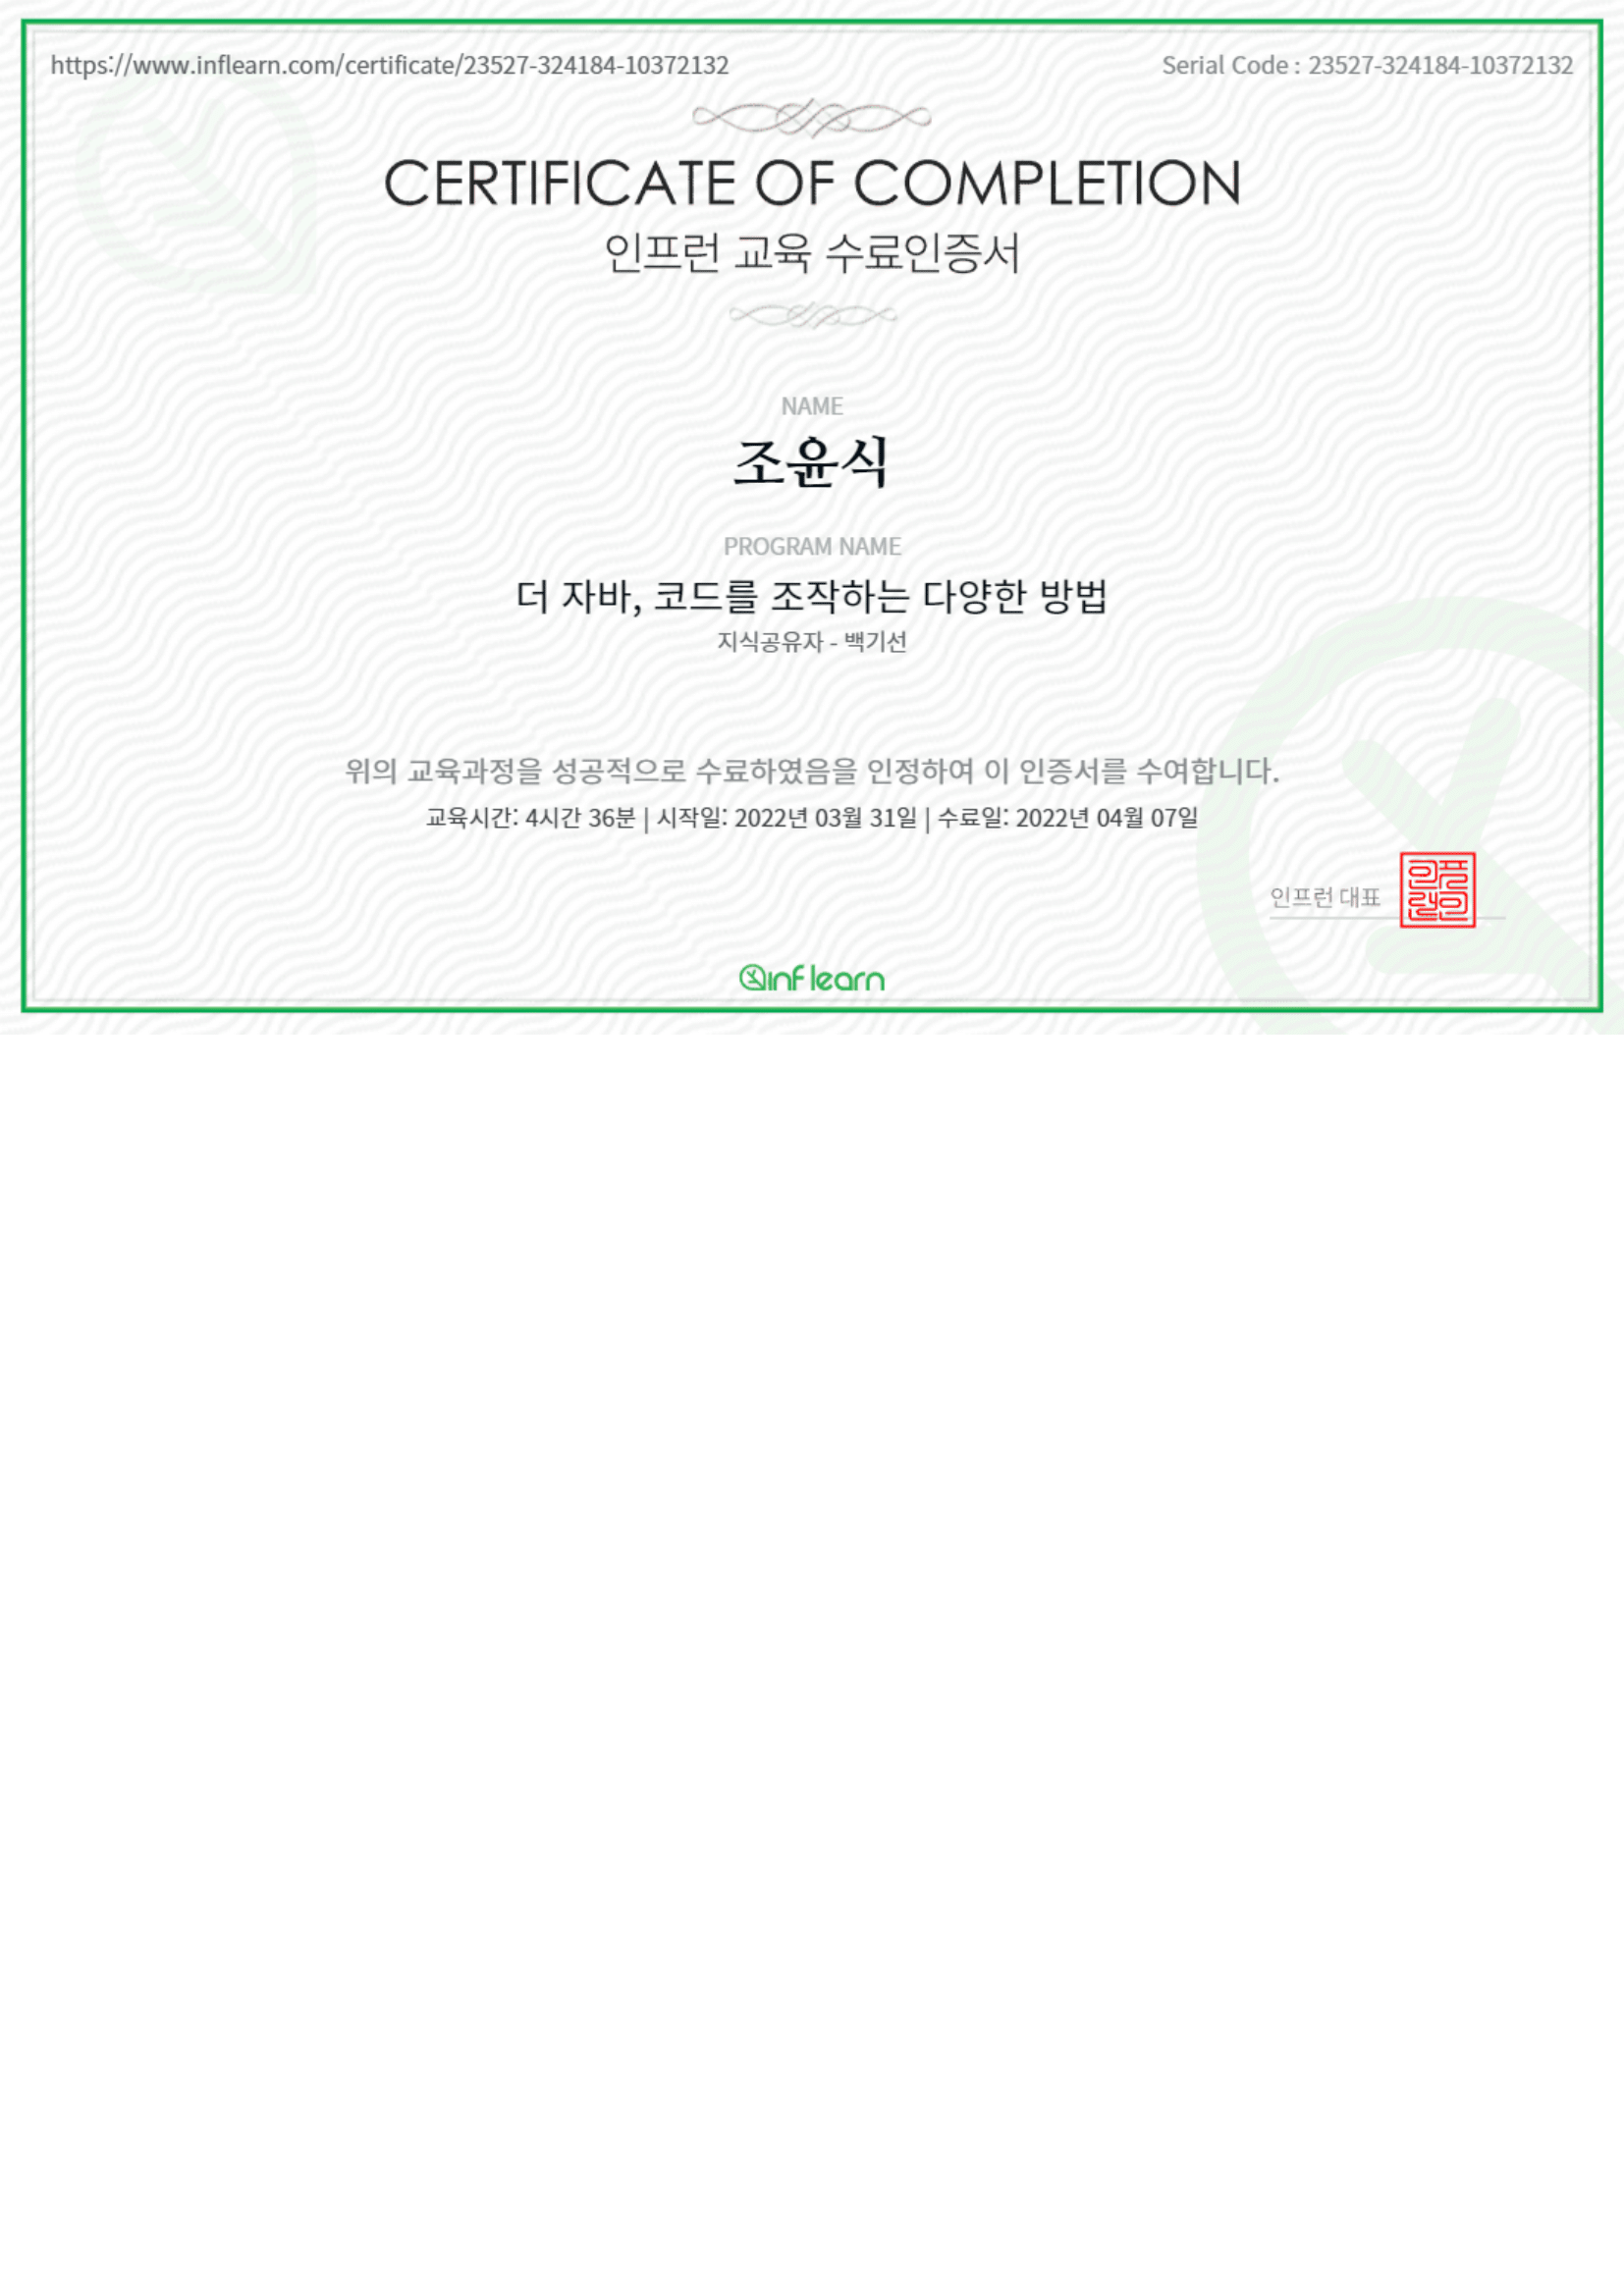 https://www.inflearn.com/certificate/23527-324184-10372132
Serial Code : 23527-324184-10372132
CERTIFICATE OF COMPLETION
인프런 교육 수료인증서
NAME
조윤식
PROGRAM NAME
더 자바, 코드를 조작하는 다양한 방법
지식공유자 - 백기선
위의 교육과정을 성공적으로 수료하였음을 인정하여 이 인증서를 수여합니다.
교육시간: 4시간 36분 | 시작일: 2022년 03월 31일 | 수료일: 2022년 04월 07일
인프런 대표
inflearn